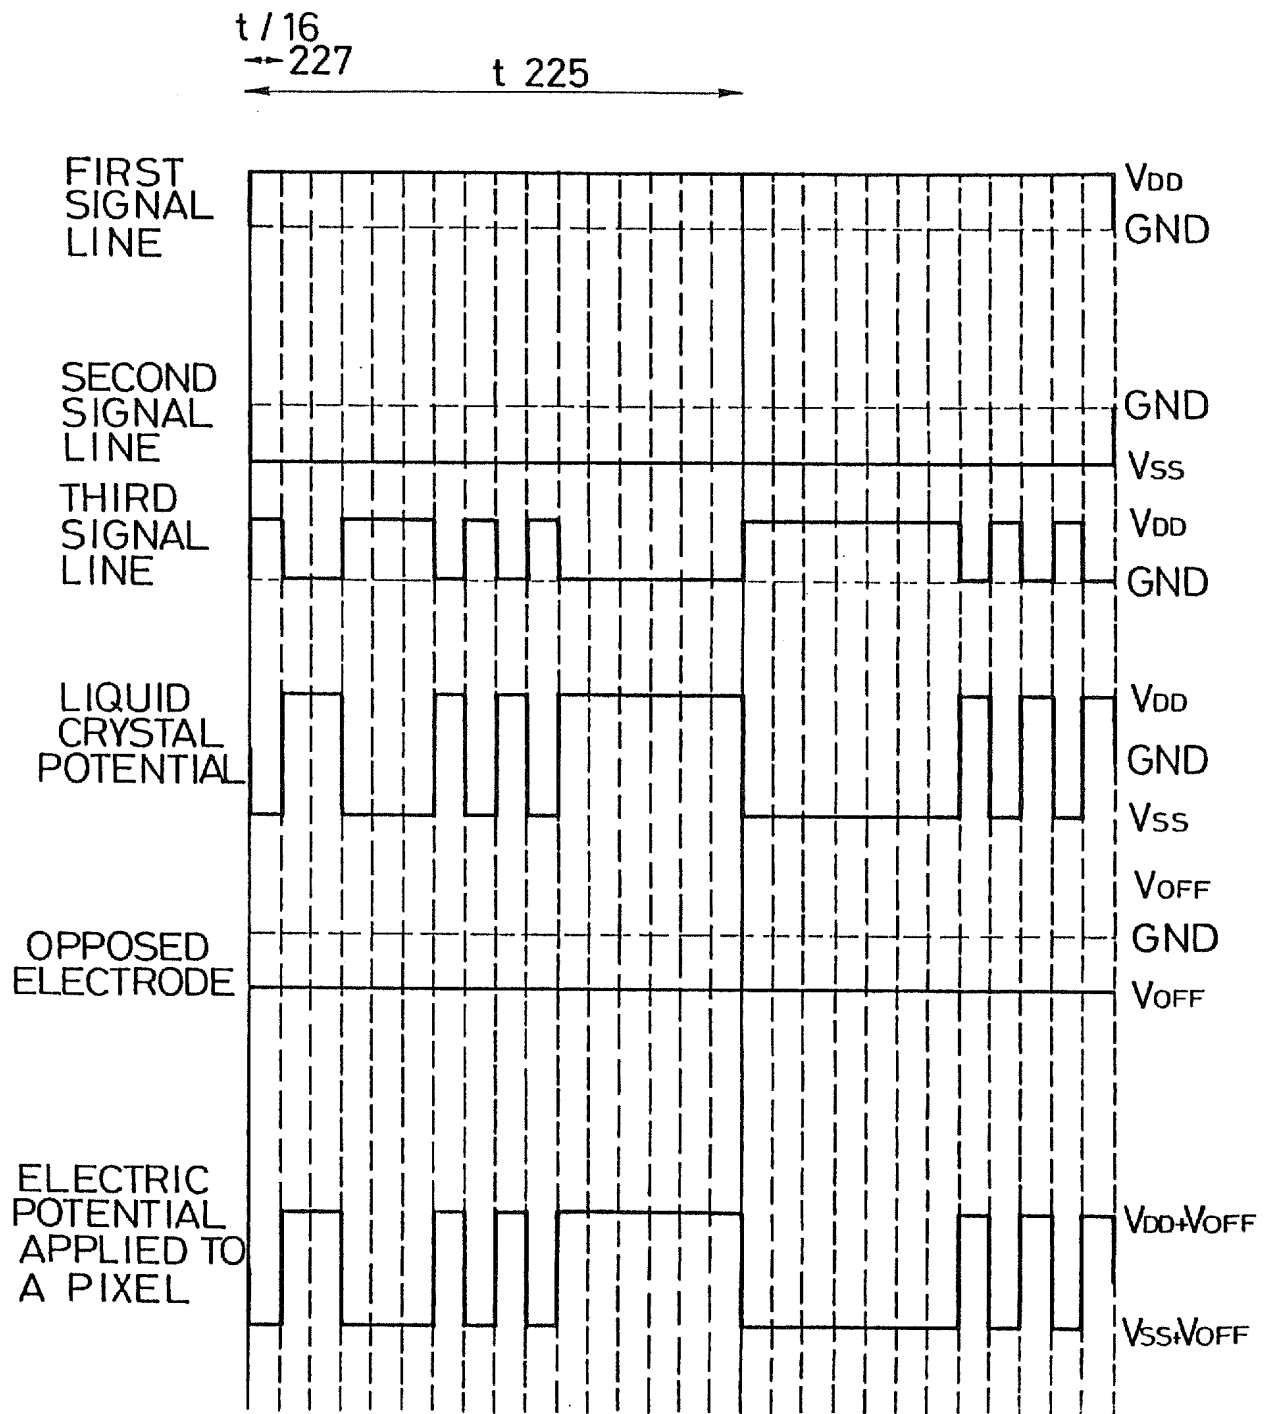 t / 16
227
t 225
FIRST
SIGNAL
LINE
VDD
GND
SECOND
SIGNAL
LINE
GND
VSS
THIRD
SIGNAL
LINE
VDD
GND
LIQUID
CRYSTAL
POTENTIAL
VDD
GND
VSS
VOFF
OPPOSED
ELECTRODE
GND
VOFF
ELECTRIC
POTENTIAL
APPLIED TO
A PIXEL
VDD+VOFF
VSS+VOFF